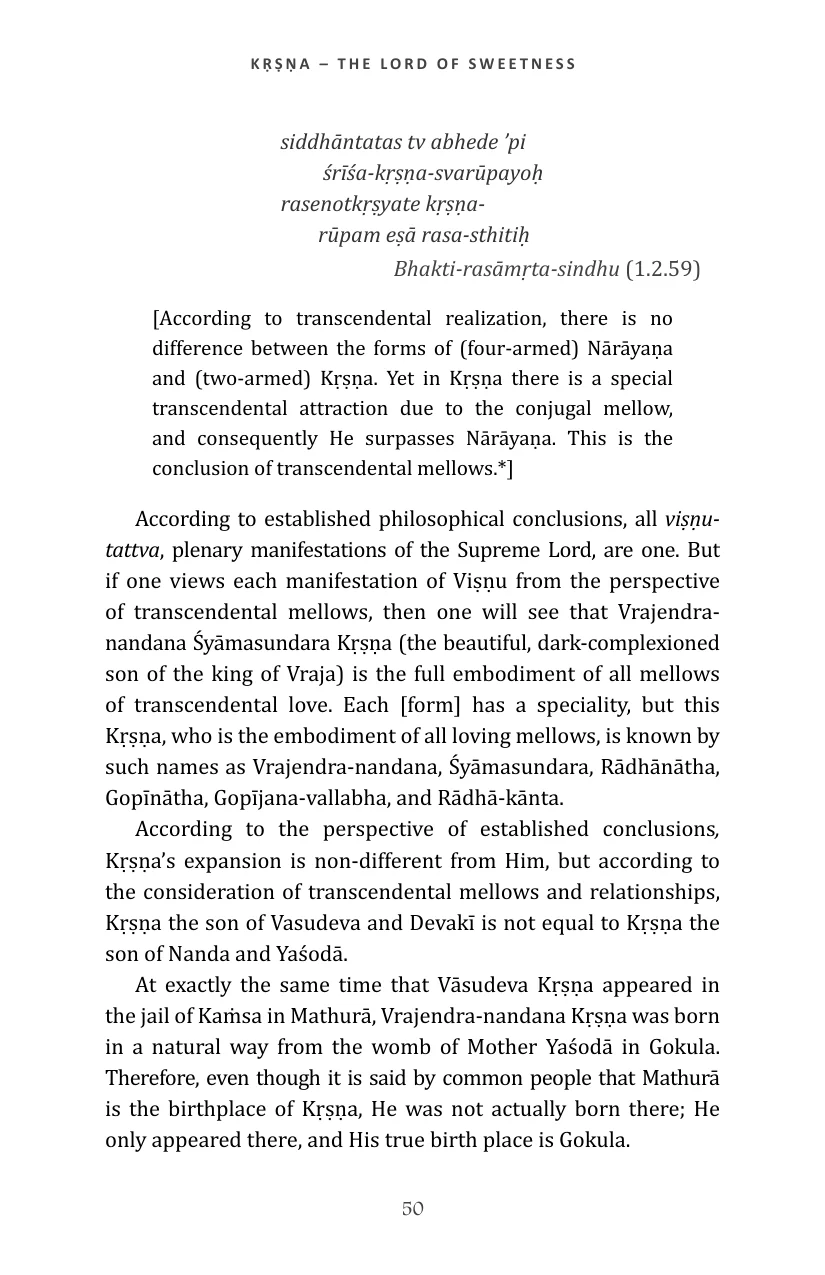 KṚṢṆA – THE LORD OF SWEETNESS
siddhāntatas tv abhede ’pi
śrīśa-kṛṣṇa-svarūpayoḥ
rasenotkṛṣyate kṛṣṇa-
rūpam eṣā rasa-sthitiḥ
Bhakti-rasāmṛta-sindhu (1.2.59)
[According to transcendental realization, there is no
difference between the forms of (four-armed) Nārāyaṇa
and (two-armed) Kṛṣṇa. Yet in Kṛṣṇa there is a special
transcendental attraction due to the conjugal mellow,
and consequently He surpasses Nārāyaṇa. This is the
conclusion of transcendental mellows.*]
According to established philosophical conclusions, all viṣṇu-
tattva, plenary manifestations of the Supreme Lord, are one. But
if one views each manifestation of Viṣṇu from the perspective
of transcendental mellows, then one will see that Vrajendra-
nandana Śyāmasundara Kṛṣṇa (the beautiful, dark-complexioned
son of the king of Vraja) is the full embodiment of all mellows
of transcendental love. Each [form] has a speciality, but this
Kṛṣṇa, who is the embodiment of all loving mellows, is known by
such names as Vrajendra-nandana, Śyāmasundara, Rādhānātha,
Gopīnātha, Gopījana-vallabha, and Rādhā-kānta.
According to the perspective of established conclusions,
Kṛṣṇa’s expansion is non-different from Him, but according to
the consideration of transcendental mellows and relationships,
Kṛṣṇa the son of Vasudeva and Devakī is not equal to Kṛṣṇa the
son of Nanda and Yaśodā.
At exactly the same time that Vāsudeva Kṛṣṇa appeared in
the jail of Kaṁsa in Mathurā, Vrajendra-nandana Kṛṣṇa was born
in a natural way from the womb of Mother Yaśodā in Gokula.
Therefore, even though it is said by common people that Mathurā
is the birthplace of Kṛṣṇa, He was not actually born there; He
only appeared there, and His true birth place is Gokula.
50